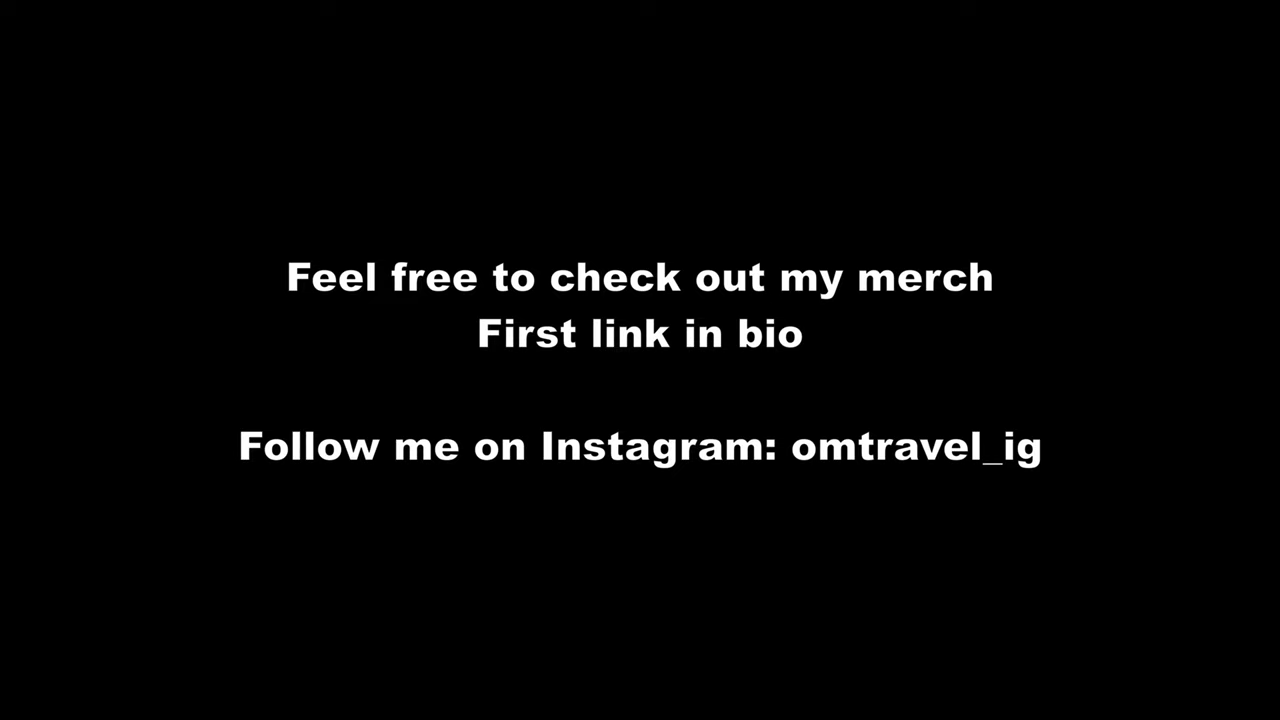 Feel free to check out my merch
First link in bio
Follow me on Instagram: omtravel_ig